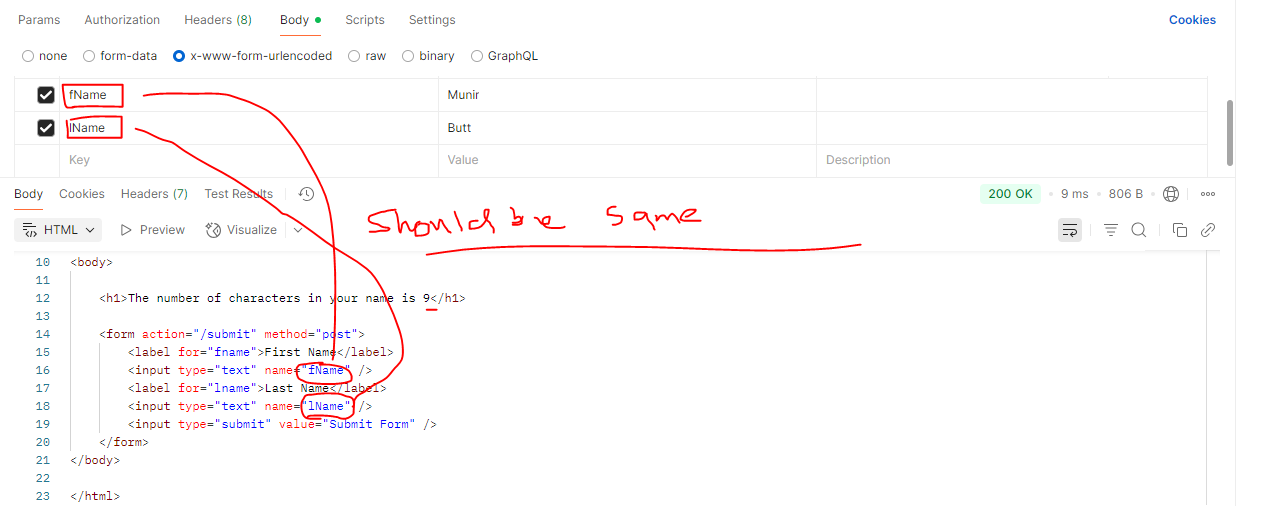 Params Authorization Headers (8) Body Scripts Settings Cookies
none form-data x-www-form-urlencoded raw binary GraphQL
fName Munir
lName Butt
Key Value Description
Body Cookies Headers (7) Test Results 200 OK • 9 ms • 806 B
HTML Preview Visualize
Should be same
10 <body>
11
12 <h1>The number of characters in your name is 9</h1>
13
14 <form action="/submit" method="post">
15 <label for="fname">First Name</label>
16 <input type="text" name="fName" />
17 <label for="lname">Last Name</label>
18 <input type="text" name="lName" />
19 <input type="submit" value="Submit Form" />
20 </form>
21 </body>
22
23 </html>